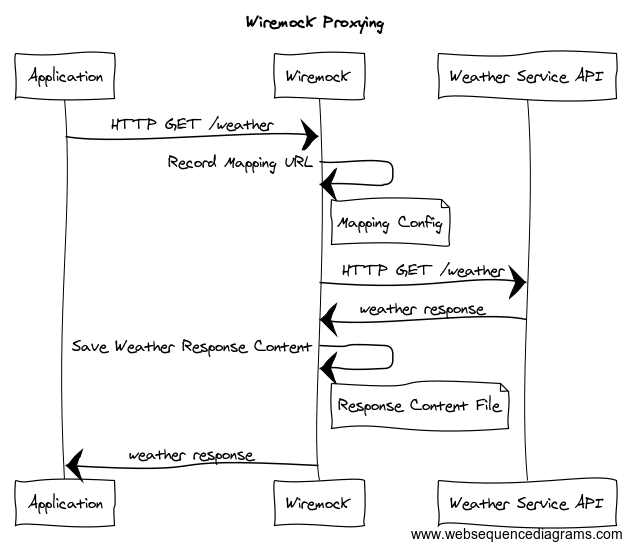 Wiremock Proxying
Application
Wiremock
Weather Service API
HTTP GET /weather
Record Mapping URL
Mapping Config
HTTP GET /weather
weather response
Save Weather Response Content
Response Content File
weather response
Application
Wiremock
Weather Service API
www.websequencediagrams.com